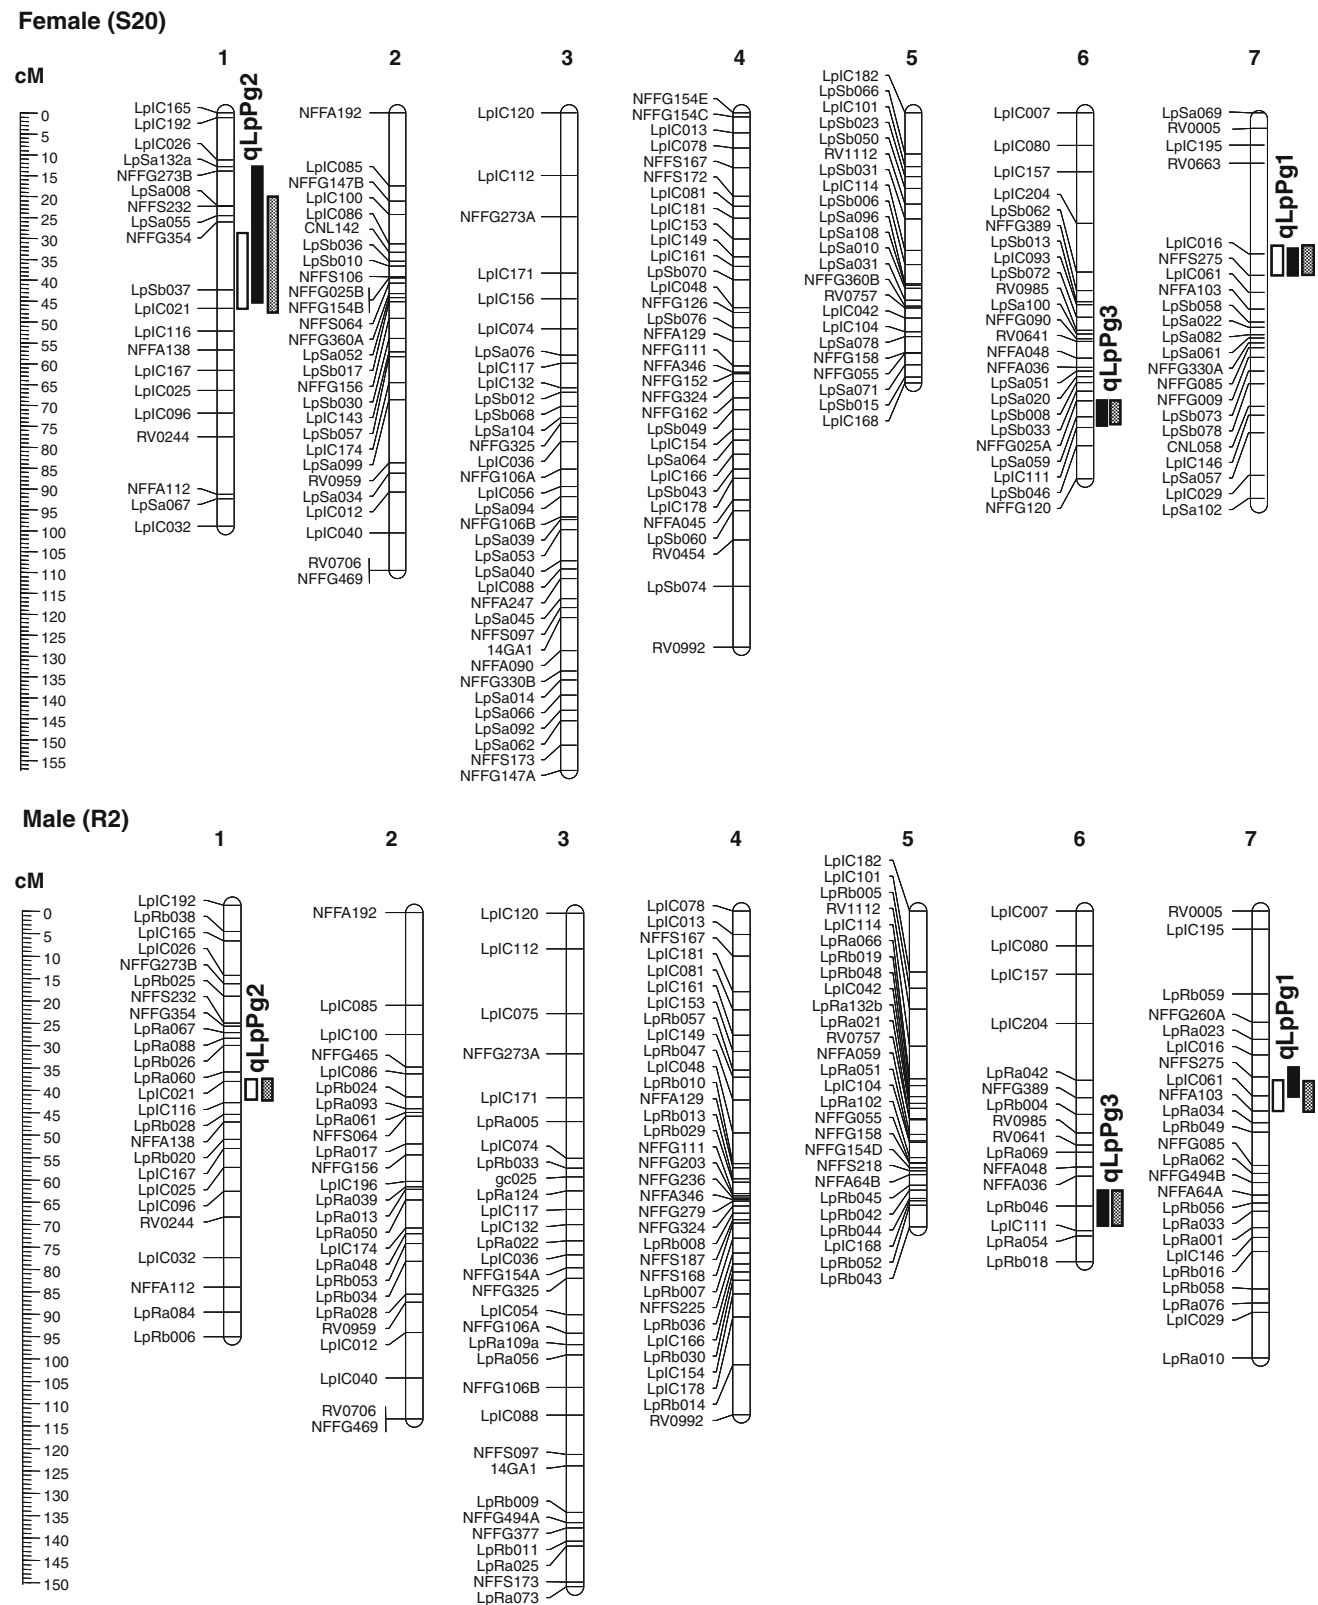 Female (S20)
cM
0
5
10
15
20
25
30
35
40
45
50
55
60
65
70
75
80
85
90
95
100
105
110
115
120
125
130
135
140
145
150
155
1
LpIC165
LpIC192
LpIC026
LpSa132a
NFFG273B
LpSa008
NFFS232
LpSa055
NFFG354
LpSb037
LpIC021
LpIC116
NFFA138
LpIC167
LpIC025
LpIC096
RV0244
NFFA112
LpSa067
LpIC032
qLpPg2
2
NFFA192
LpIC085
NFFG147B
LpIC100
LpIC086
CNL142
LpSb036
LpSb010
NFFS106
NFFG025B
NFFG154B
NFFS064
NFFG360A
LpSa052
LpSb017
NFFG156
LpSb030
LpIC143
LpSb057
LpIC174
LpSa099
RV0959
LpSa034
LpIC012
LpIC040
RV0706
NFFG469
3
LpIC120
LpIC112
NFFG273A
LpIC171
LpIC156
LpIC074
LpSa076
LpIC117
LpIC132
LpSb012
LpSb068
LpSa104
NFFG325
LpIC036
NFFG106A
LpIC056
LpSa094
NFFG106B
LpSa039
LpSa053
LpSa040
LpIC088
NFFA247
LpSa045
NFFS097
14GA1
NFFA090
NFFG330B
LpSa014
LpSa066
LpSa092
LpSa062
NFFS173
NFFG147A
4
NFFG154E
NFFG154C
LpIC013
LpIC078
NFFS167
NFFS172
LpIC081
LpIC181
LpIC153
LpIC149
LpIC161
LpSb070
LpIC048
NFFG126
LpSb076
NFFA129
NFFG111
NFFA346
NFFG152
NFFG324
NFFG162
LpSb049
LpIC154
LpSa064
LpIC166
LpSb043
LpIC178
NFFA045
LpSb060
RV0454
LpSb074
RV0992
5
LpIC182
LpSb066
LpIC101
LpSb023
LpSb050
RV1112
LpSb031
LpIC114
LpSb006
LpSa096
LpSa108
LpSa010
LpSa031
NFFG360B
RV0757
LpIC042
LpIC104
LpSa078
NFFG158
NFFG055
LpSa071
LpSb015
LpIC168
6
LpIC007
LpIC080
LpIC157
LpIC204
LpSb062
NFFG389
LpSb013
LpIC093
LpSb072
RV0985
LpSa100
NFFG090
RV0641
NFFA048
NFFA036
LpSa051
LpSa020
LpSb008
LpSb033
NFFG025A
LpSa059
LpIC111
LpSb046
NFFG120
qLpPg3
7
LpSa069
RV0005
LpIC195
RV0663
LpIC016
NFFS275
LpIC061
NFFA103
LpSb058
LpSa022
LpSa082
LpSa061
NFFG330A
NFFG085
NFFG009
LpSb073
LpSb078
CNL058
LpIC146
LpSa057
LpIC029
LpSa102
qLpPg1
Male (R2)
cM
0
5
10
15
20
25
30
35
40
45
50
55
60
65
70
75
80
85
90
95
100
105
110
115
120
125
130
135
140
145
150
1
LpIC192
LpRb038
LpIC165
LpIC026
NFFG273B
LpRb025
NFFS232
NFFG354
LpRa067
LpRa088
LpRb026
LpRa060
LpIC021
LpIC116
LpRb028
NFFA138
LpRb020
LpIC167
LpIC025
LpIC096
RV0244
LpIC032
NFFA112
LpRa084
LpRb006
qLpPg2
2
NFFA192
LpIC085
LpIC100
NFFG465
LpIC086
LpRb024
LpRa093
LpRa061
NFFS064
LpRa017
NFFG156
LpIC196
LpRa039
LpRa013
LpRa050
LpIC174
LpRa048
LpRb053
LpRb034
LpRa028
RV0959
LpIC012
LpIC040
RV0706
NFFG469
3
LpIC120
LpIC112
LpIC075
NFFG273A
LpIC171
LpRa005
LpIC074
LpRb033
gc025
LpRa124
LpIC117
LpIC132
LpRa022
LpIC036
NFFG154A
NFFG325
LpIC054
NFFG106A
LpRa109a
LpRa056
NFFG106B
LpIC088
NFFS097
14GA1
LpRb009
NFFG494A
NFFG377
LpRb011
LpRa025
NFFS173
LpRa073
4
LpIC078
LpIC013
NFFS167
LpIC181
LpIC081
LpIC161
LpIC153
LpRb057
LpIC149
LpRb047
LpIC048
LpRb010
NFFA129
LpRb013
LpRb029
NFFG111
NFFG203
NFFG236
NFFA346
NFFG279
NFFG324
LpRb008
NFFS187
NFFS168
LpRb007
NFFS225
LpRb036
LpIC166
LpRb030
LpIC154
LpIC178
LpRb014
RV0992
5
LpIC182
LpIC101
LpRb005
RV1112
LpIC114
LpRa066
LpRb019
LpRb048
LpIC042
LpRa132b
LpRa021
RV0757
NFFA059
LpRa051
LpIC104
LpRa102
NFFG055
NFFG158
NFFG154D
NFFS218
NFFA64B
LpRb045
LpRb042
LpRb044
LpIC168
LpRb052
LpRb043
6
LpIC007
LpIC080
LpIC157
LpIC204
LpRa042
NFFG389
LpRb004
RV0985
RV0641
LpRa069
NFFA048
NFFA036
LpRb046
LpIC111
LpRa054
LpRb018
qLpPg3
7
RV0005
LpIC195
LpRb059
NFFG260A
LpRa023
LpIC016
NFFS275
LpIC061
NFFA103
LpRa034
LpRb049
NFFG085
LpRa062
NFFG494B
NFFA64A
LpRb056
LpRa033
LpRa001
LpIC146
LpRb016
LpRb058
LpRa076
LpIC029
LpRa010
qLpPg1